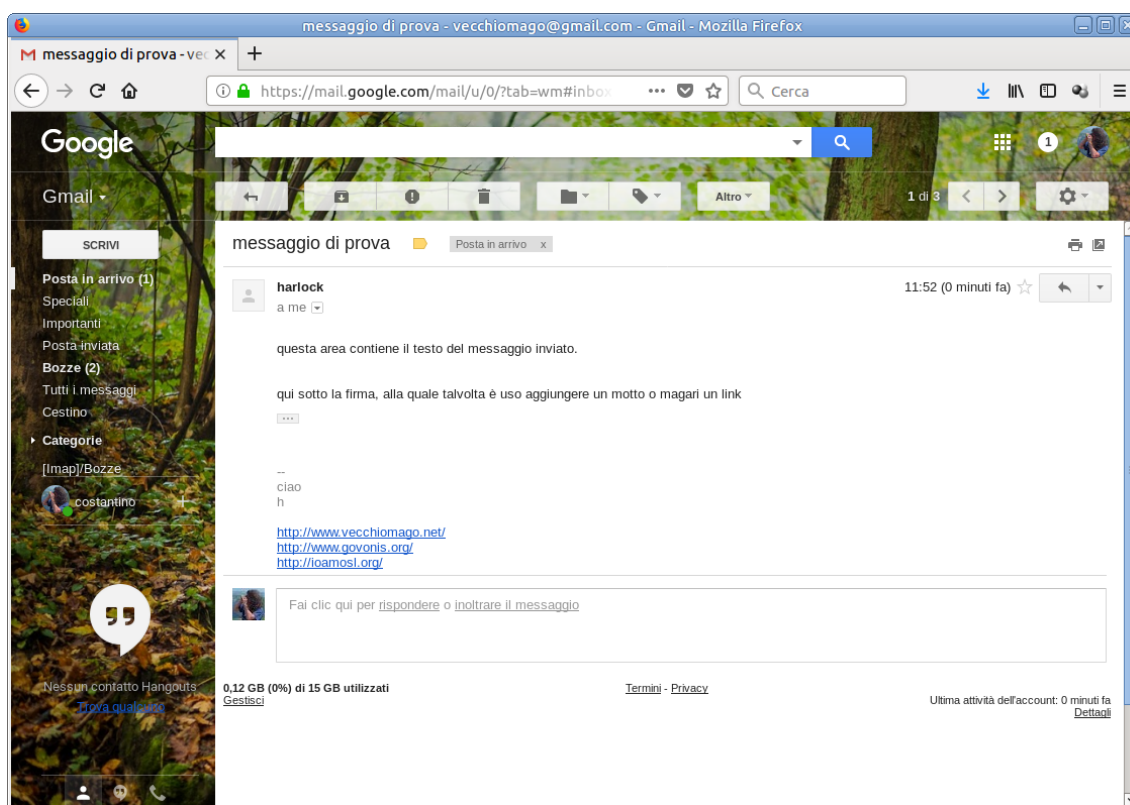 messaggio di prova - vecchiomago@gmail.com - Gmail - Mozilla Firefox
messaggio di prova - vec
https://mail.google.com/mail/u/0/?tab=wm#inbox
Cerca
Google
1
Gmail
Altro
1 di 3
SCRIVI
messaggio di prova
Posta in arrivo x
Posta in arrivo (1)
Speciali
Importanti
Posta inviata
Bozze (2)
Tutti i messaggi
Cestino
Categorie
[Imap]/Bozze
costantino
harlock
11:52 (0 minuti fa)
a me
questa area contiene il testo del messaggio inviato.
qui sotto la firma, alla quale talvolta è uso aggiungere un motto o magari un link
--
ciao
h
http://www.vecchiomago.net/
http://www.govonis.org/
http://ioamosl.org/
Fai clic qui per rispondere o inoltrare il messaggio
Nessun contatto Hangouts
Trova qualcuno
0,12 GB (0%) di 15 GB utilizzati
Gestisci
Termini - Privacy
Ultima attività dell'account: 0 minuti fa
Dettagli